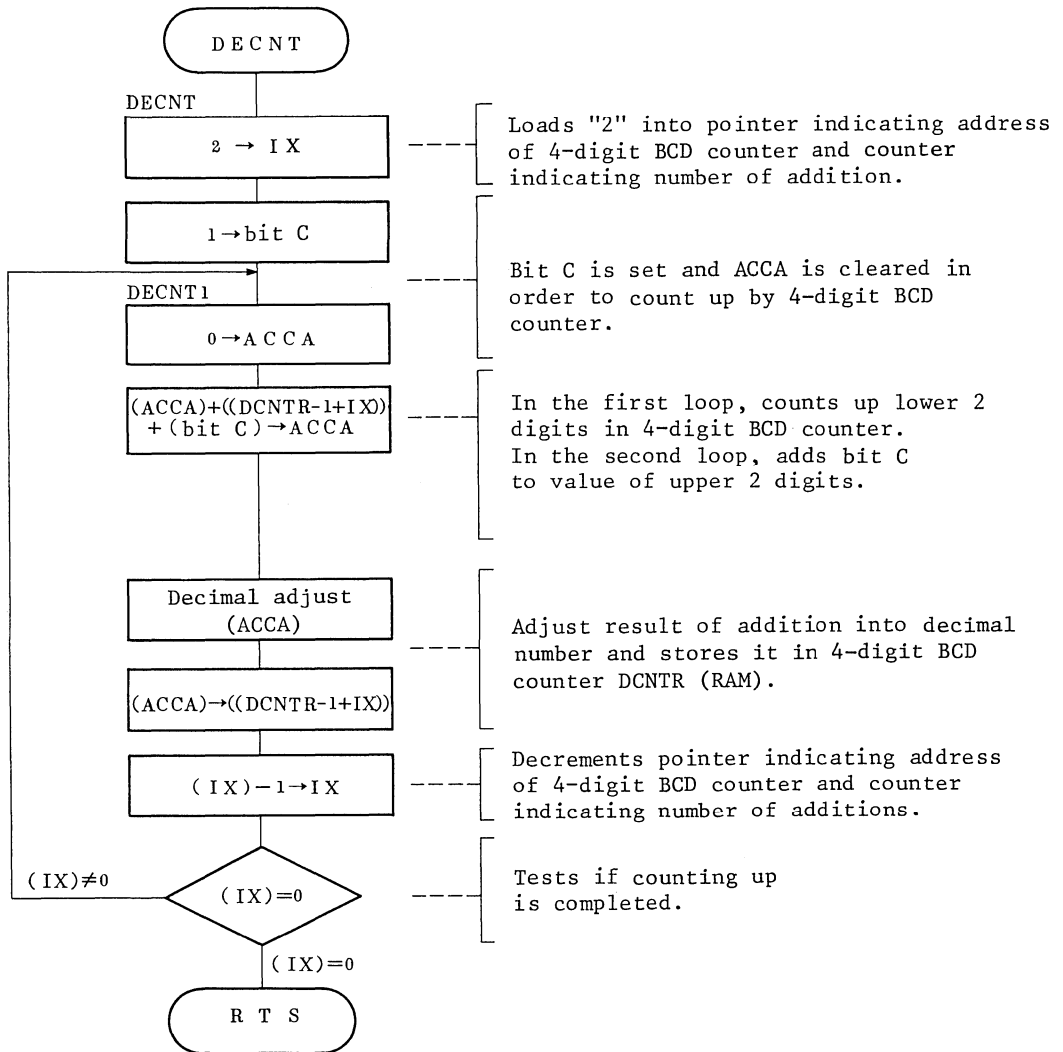 DECNT
DECNT
2 → IX
Loads "2" into pointer indicating address
of 4-digit BCD counter and counter
indicating number of addition.
1→bit C
DECNT1
0→ACCA
Bit C is set and ACCA is cleared in
order to count up by 4-digit BCD
counter.
(ACCA)+((DCNTR-1+IX))
+(bit C)→ACCA
In the first loop, counts up lower 2
digits in 4-digit BCD counter.
In the second loop, adds bit C
to value of upper 2 digits.
Decimal adjust
(ACCA)
(ACCA)→((DCNTR-1+IX))
Adjust result of addition into decimal
number and stores it in 4-digit BCD
counter DCNTR (RAM).
(IX)-1→IX
Decrements pointer indicating address
of 4-digit BCD counter and counter
indicating number of additions.
(IX)≠0
(IX)=0
Tests if counting up
is completed.
(IX)=0
RTS